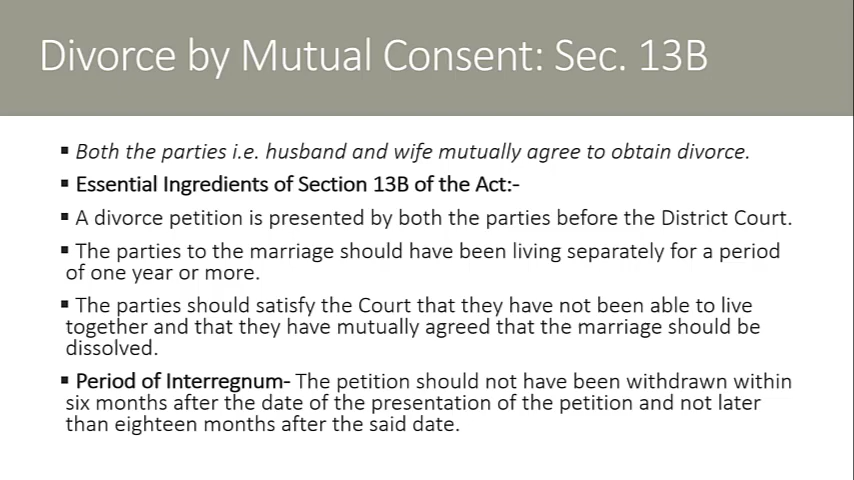 Divorce by Mutual Consent: Sec. 13B
▪ Both the parties i.e. husband and wife mutually agree to obtain divorce.
▪ Essential Ingredients of Section 13B of the Act:-
▪ A divorce petition is presented by both the parties before the District Court.
▪ The parties to the marriage should have been living separately for a period
of one year or more.
▪ The parties should satisfy the Court that they have not been able to live
together and that they have mutually agreed that the marriage should be
dissolved.
▪ Period of Interregnum- The petition should not have been withdrawn within
six months after the date of the presentation of the petition and not later
than eighteen months after the said date.